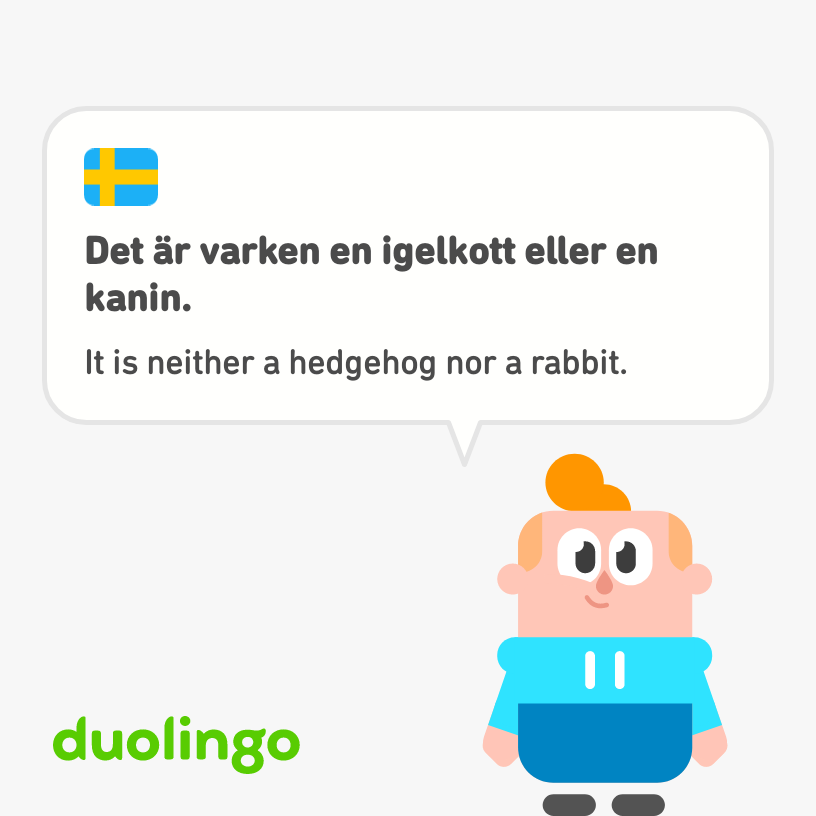 Det är varken en igelkott eller en
kanin.
It is neither a hedgehog nor a rabbit.
duolingo